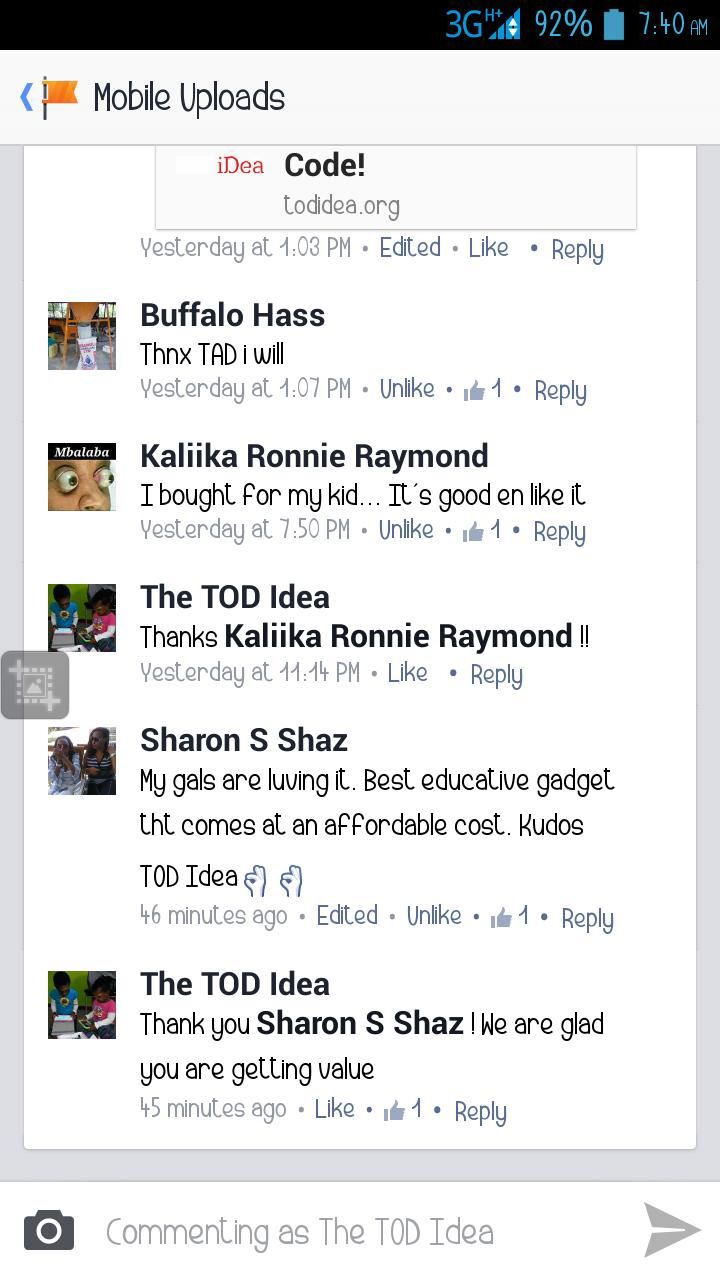 3G H+ 92% 7:40 AM
Mobile Uploads
iDea Code!
todidea.org
Yesterday at 1:03 PM • Edited • Like • Reply
Buffalo Hass
Thnx TAD i will
Yesterday at 1:07 PM • Unlike • 1 • Reply
Mbalaba
Kaliika Ronnie Raymond
I bought for my kid... It's good en like it
Yesterday at 7:50 PM • Unlike • 1 • Reply
The TOD Idea
Thanks Kaliika Ronnie Raymond !!
Yesterday at 11:14 PM • Like • Reply
Sharon S Shaz
My gals are luving it. Best educative gadget
tht comes at an affordable cost. Kudos
TOD Idea👌 👌
46 minutes ago • Edited • Unlike • 1 • Reply
The TOD Idea
Thank you Sharon S Shaz ! We are glad
you are getting value
45 minutes ago • Like • 1 • Reply
Commenting as The TOD Idea